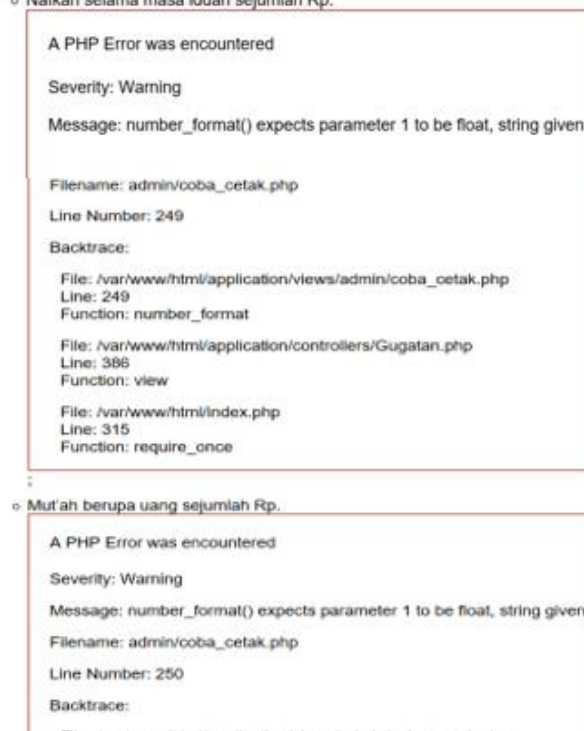 selama masa iddah sejumlah Rp.
A PHP Error was encountered
Severity: Warning
Message: number_format() expects parameter 1 to be float, string given
Filename: admin/coba_cetak.php
Line Number: 249
Backtrace:
File: /var/www/html/application/views/admin/coba_cetak.php
Line: 249
Function: number_format
File: /var/www/html/application/controllers/Gugatan.php
Line: 386
Function: view
File: /var/www/html/index.php
Line: 315
Function: require_once
;
Mut'ah berupa uang sejumlah Rp.
A PHP Error was encountered
Severity: Warning
Message: number_format() expects parameter 1 to be float, string given
Filename: admin/coba_cetak.php
Line Number: 250
Backtrace: